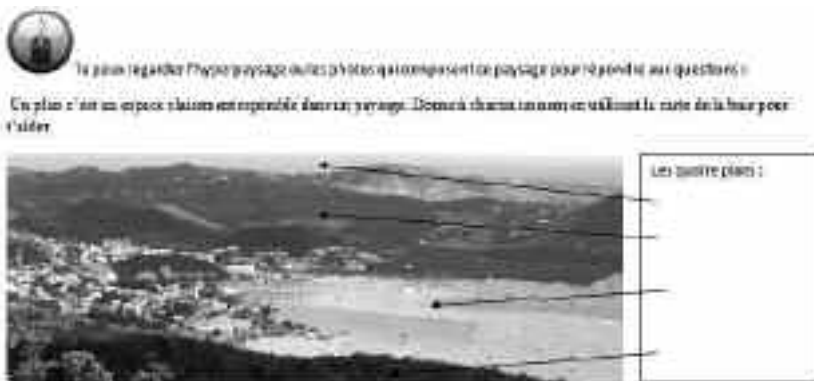 Tu peux regarder l'hyperpaysage ou les photos qui composent ce paysage pour répondre aux questions :
Un plan c'est un espace clairement repérable dans un paysage. Donne à chacun un nom en utilisant la carte de la baie pour
t'aider
Les quatre plans :